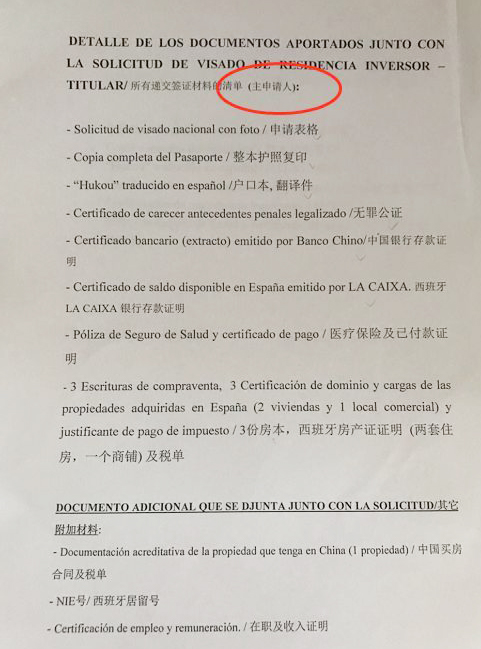 DETALLE DE LOS DOCUMENTOS APORTADOS JUNTO CON
LA SOLICITUD DE VISADO DE RESIDENCIA INVERSOR –
TITULAR/ 所有递交签证材料的清单 (主申请人):
- Solicitud de visado nacional con foto / 申请表格
- Copia completa del Pasaporte / 整本护照复印
- “Hukou” traducido en español /户口本, 翻译件
- Certificado de carecer antecedentes penales legalizado /无罪公证
- Certificado bancario (extracto) emitido por Banco Chino/中国银行存款证
明
- Certificado de saldo disponible en España emitido por LA CAIXA. 西班牙
LA CAIXA 银行存款证明
- Póliza de Seguro de Salud y certificado de pago / 医疗保险及已付款证
明
- 3 Escrituras de compraventa, 3 Certificación de dominio y cargas de las
propiedades adquiridas en España (2 viviendas y 1 local comercial) y
justificante de pago de impuesto / 3份房本，西班牙房产证证明 (两套住
房，一个商铺) 及税单
DOCUMENTO ADICIONAL QUE SE DJUNTA JUNTO CON LA SOLICITUD/其它
附加材料:
- Documentación acreditativa de la propiedad que tenga en China (1 propiedad) / 中国买房
合同及税单
- NIE号/ 西班牙居留号
- Certificación de empleo y remuneración. / 在职及收入证明